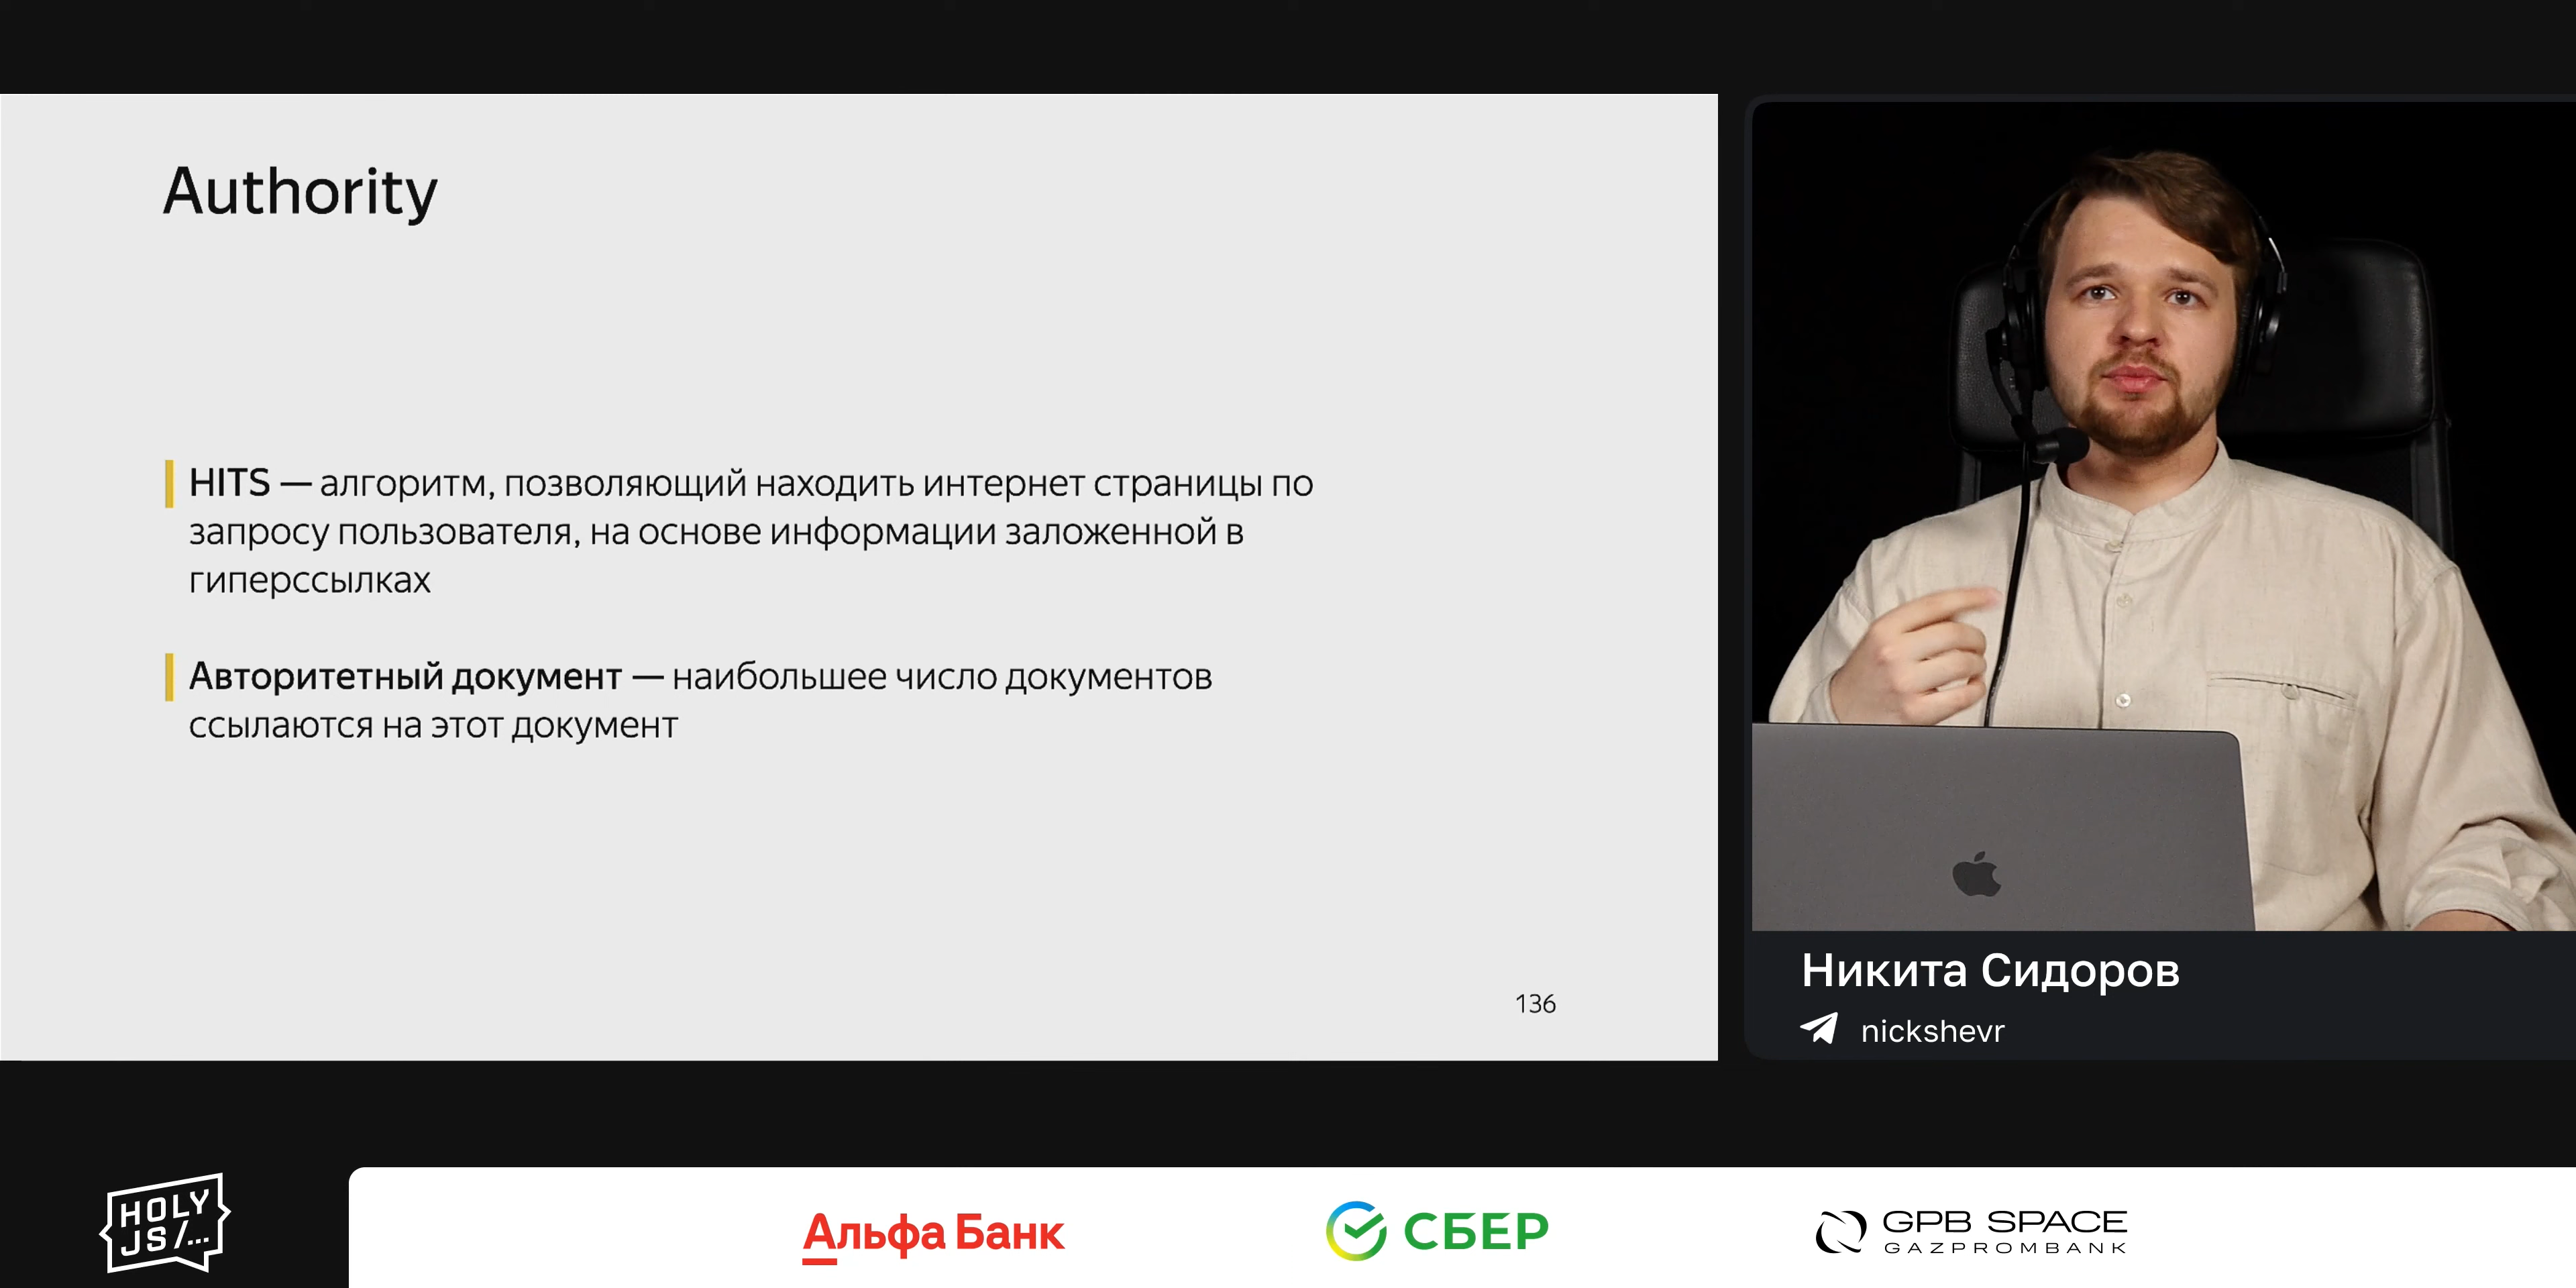 Authority
HITS — алгоритм, позволяющий находить интернет страницы по
запросу пользователя, на основе информации заложенной в
гиперссылках
Авторитетный документ — наибольшее число документов
ссылаются на этот документ
136
Никита Сидоров
nickshevr
HOLY
JS/...
Альфа Банк
СБЕР
GPB SPACE
GAZPROMBANK